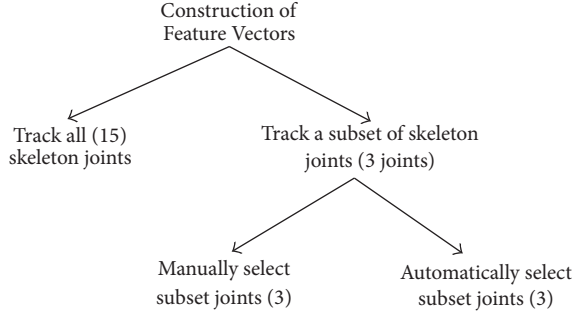 Construction of
Feature Vectors
Track all (15)
skeleton joints
Track a subset of skeleton
joints (3 joints)
Manually select
subset joints (3)
Automatically select
subset joints (3)